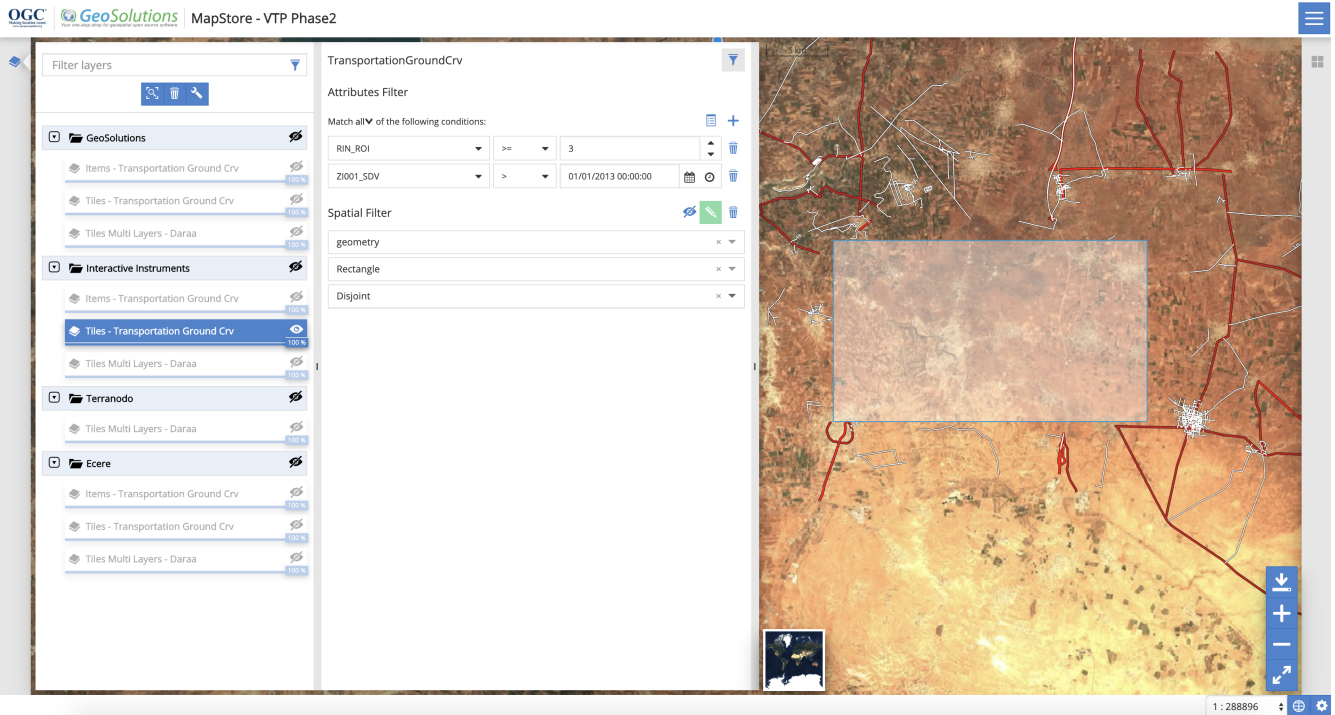 OGC GeoSolutions MapStore - VTP Phase2
Making location count.
Your one-stop-shop for geospatial open source software
Filter layers
GeoSolutions
Items - Transportation Ground Crv
100 %
Tiles - Transportation Ground Crv
100 %
Tiles Multi Layers - Daraa
100 %
Interactive Instruments
Items - Transportation Ground Crv
100 %
Tiles - Transportation Ground Crv
100 %
Tiles Multi Layers - Daraa
100 %
Terranodo
Tiles Multi Layers - Daraa
100 %
Ecere
Items - Transportation Ground Crv
100 %
Tiles - Transportation Ground Crv
100 %
Tiles Multi Layers - Daraa
100 %
TransportationGroundCrv
Attributes Filter
Match all of the following conditions:
RIN_ROI >= 3
ZI001_SDV > 01/01/2013 00:00:00
Spatial Filter
geometry
Rectangle
Disjoint
5 km
1 : 288896